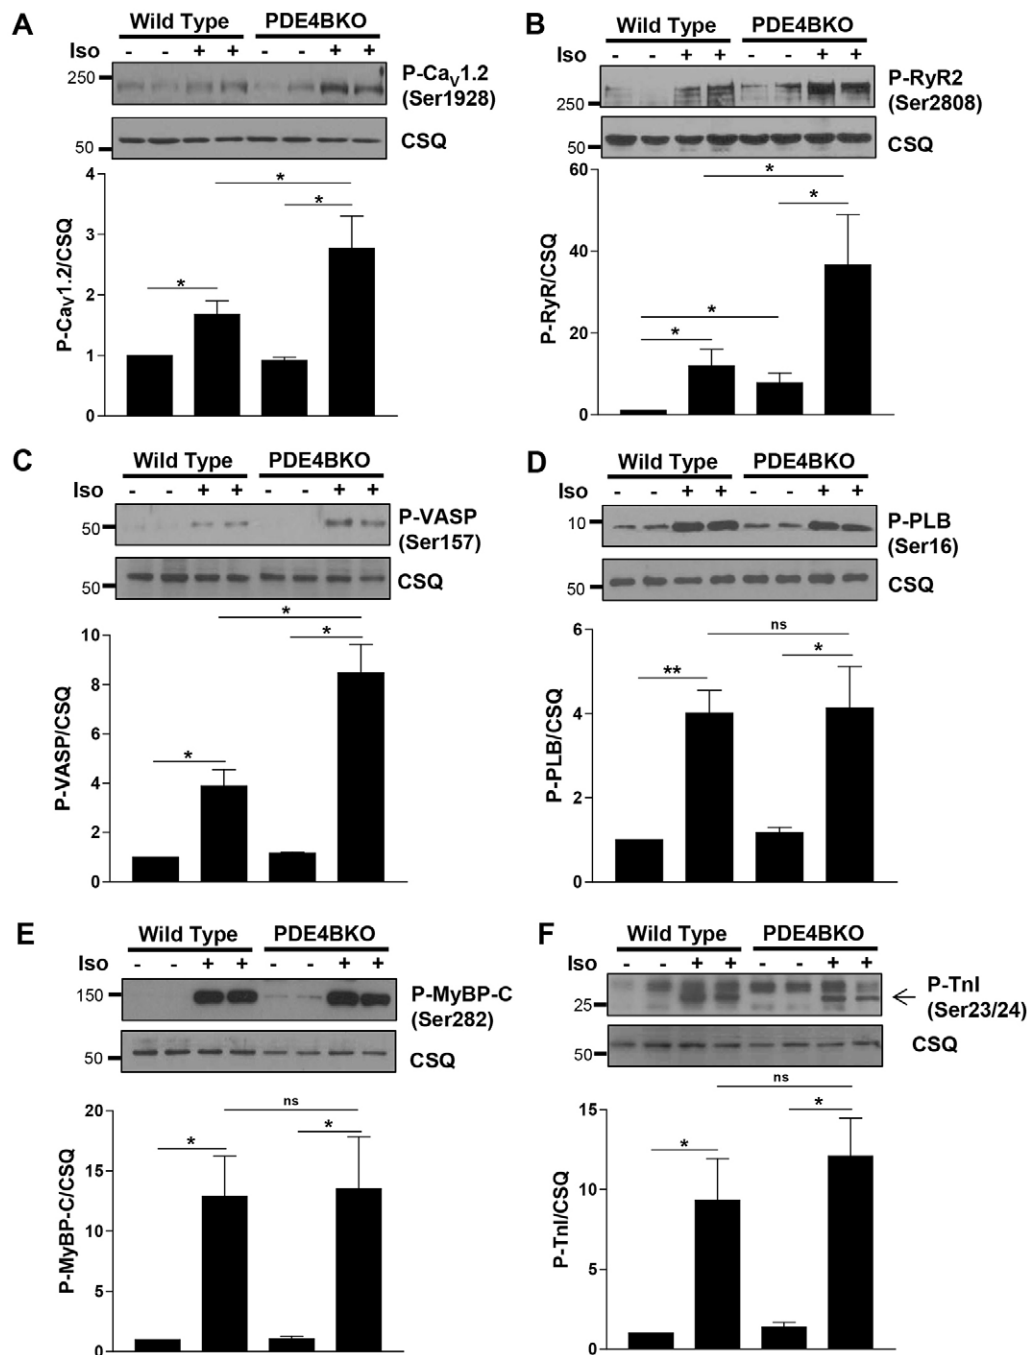 A
Wild Type PDE4BKO
Iso - - + + - - + +
250
P-CaV1.2
(Ser1928)
50
CSQ
4
3
2
1
0
P-CaV1.2/CSQ
*
*
*
B
Wild Type PDE4BKO
Iso - - + + - - + +
P-RyR2
(Ser2808)
250
50
CSQ
60
40
20
0
P-RyR/CSQ
*
*
*
*
C
Wild Type PDE4BKO
Iso - - + + - - + +
50
P-VASP
(Ser157)
50
CSQ
10
8
6
4
2
0
P-VASP/CSQ
*
*
*
D
Wild Type PDE4BKO
Iso - - + + - - + +
10
P-PLB
(Ser16)
50
CSQ
6
4
2
0
P-PLB/CSQ
ns
*
**
E
Wild Type PDE4BKO
Iso - - + + - - + +
150
P-MyBP-C
(Ser282)
50
CSQ
20
15
10
5
0
P-MyBP-C/CSQ
ns
*
*
F
Wild Type PDE4BKO
Iso - - + + - - + +
25
P-TnI
(Ser23/24)
50
CSQ
15
10
5
0
P-TnI/CSQ
ns
*
*